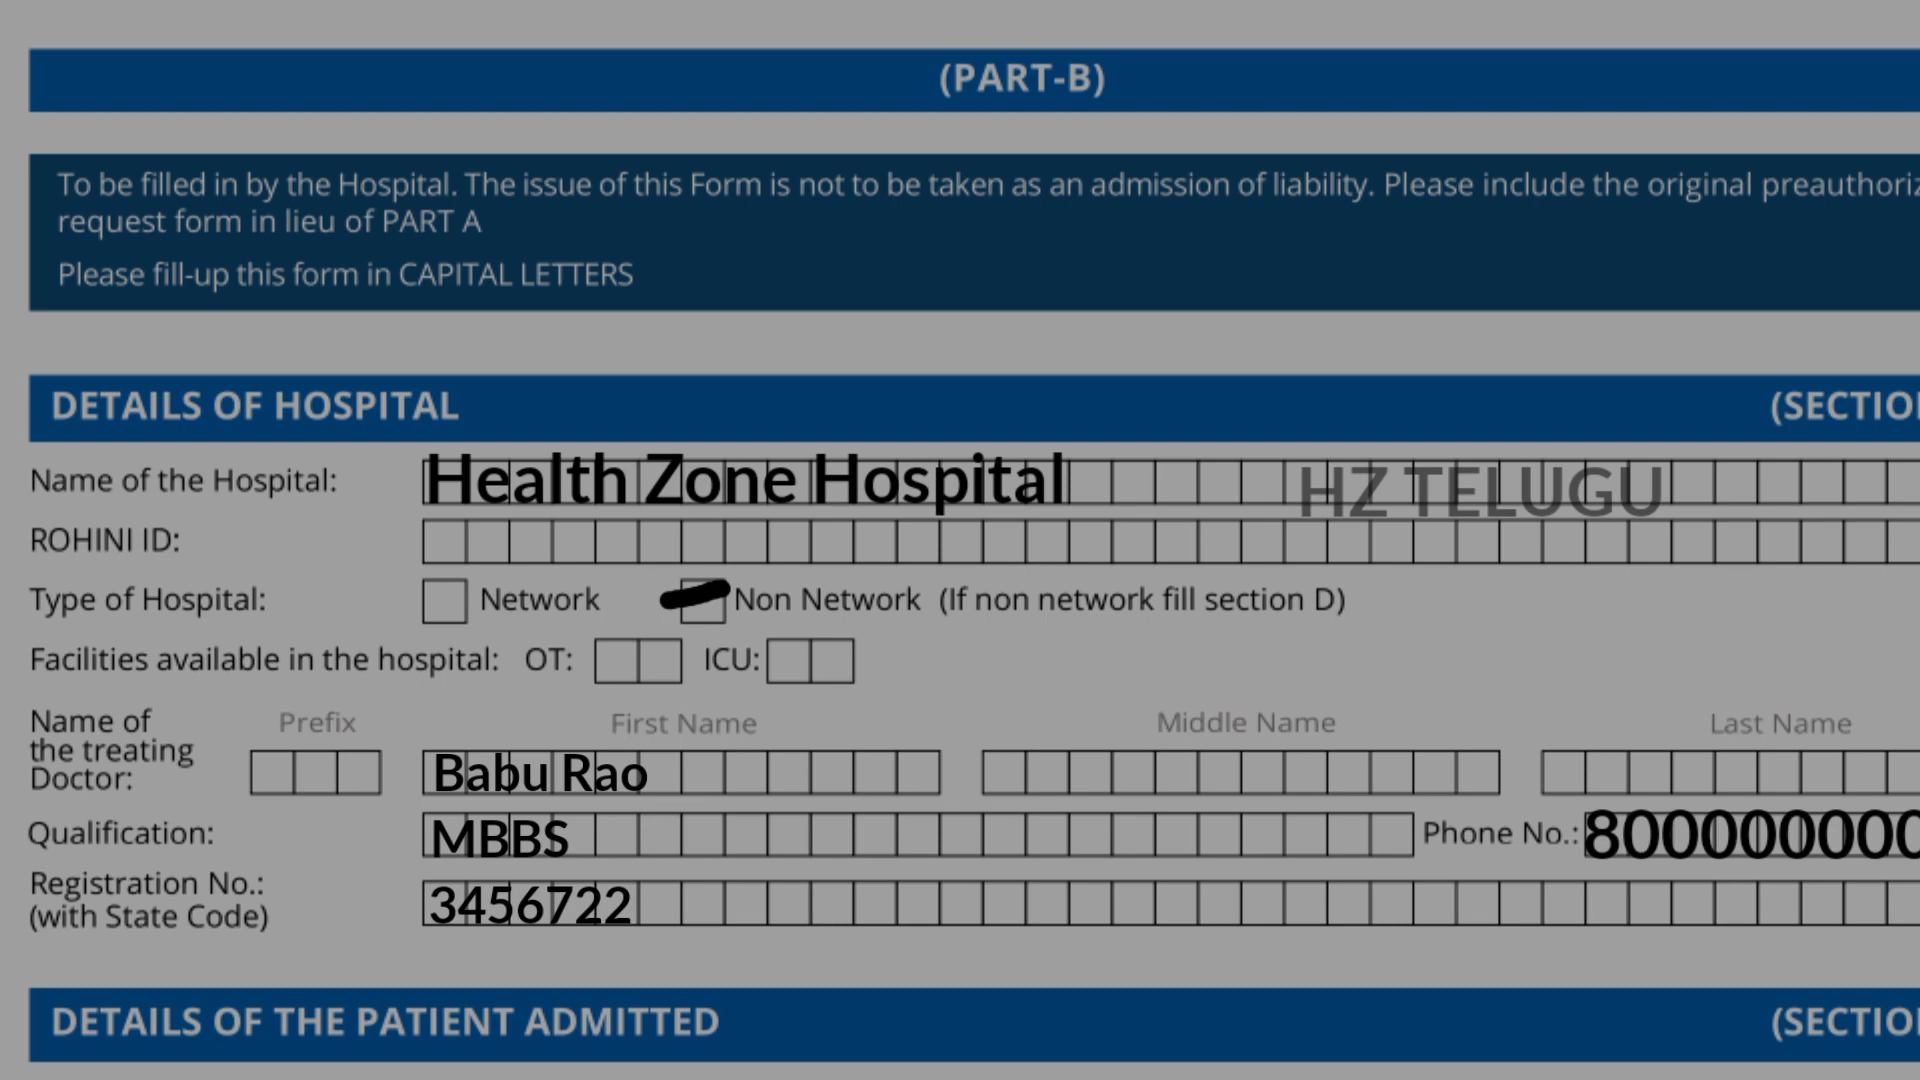 (PART-B)
To be filled in by the Hospital. The issue of this Form is not to be taken as an admission of liability. Please include the original
request form in lieu of PART A
Please fill-up this form in CAPITAL LETTERS
DETAILS OF HOSPITAL
Name of the Hospital: Health Zone Hospital HZ TELUGU
ROHINI ID:
Type of Hospital: Network Non Network (If non network fill section D)
Facilities available in the hospital: OT: ICU:
Prefix First Name Middle Name Last Name
Name of
the treating
Doctor: Babu Rao
Qualification: MBBS Phone No.: 800000000
Registration No.: 3456722
(with State Code)
DETAILS OF THE PATIENT ADMITTED